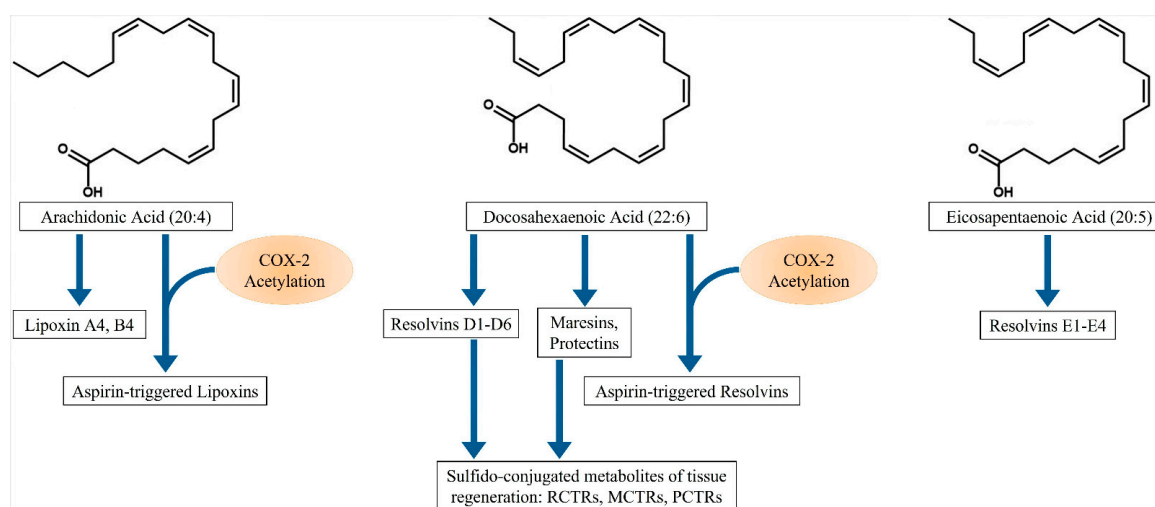 O
OH
O
OH
O
OH
Arachidonic Acid (20:4)
Docosahexaenoic Acid (22:6)
Eicosapentaenoic Acid (20:5)
COX-2
Acetylation
COX-2
Acetylation
Lipoxin A4, B4
Resolvins D1-D6
Maresins,
Protectins
Resolvins E1-E4
Aspirin-triggered Lipoxins
Aspirin-triggered Resolvins
Sulfido-conjugated metabolites of tissue
regeneration: RCTRs, MCTRs, PCTRs